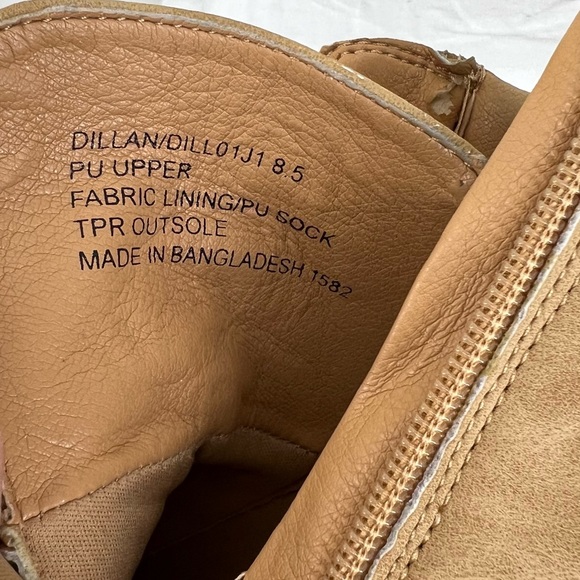 DILLAN/DILL01J1 8.5
PU UPPER
FABRIC LINING/PU SOCK
TPR OUTSOLE
MADE IN BANGLADESH 1582